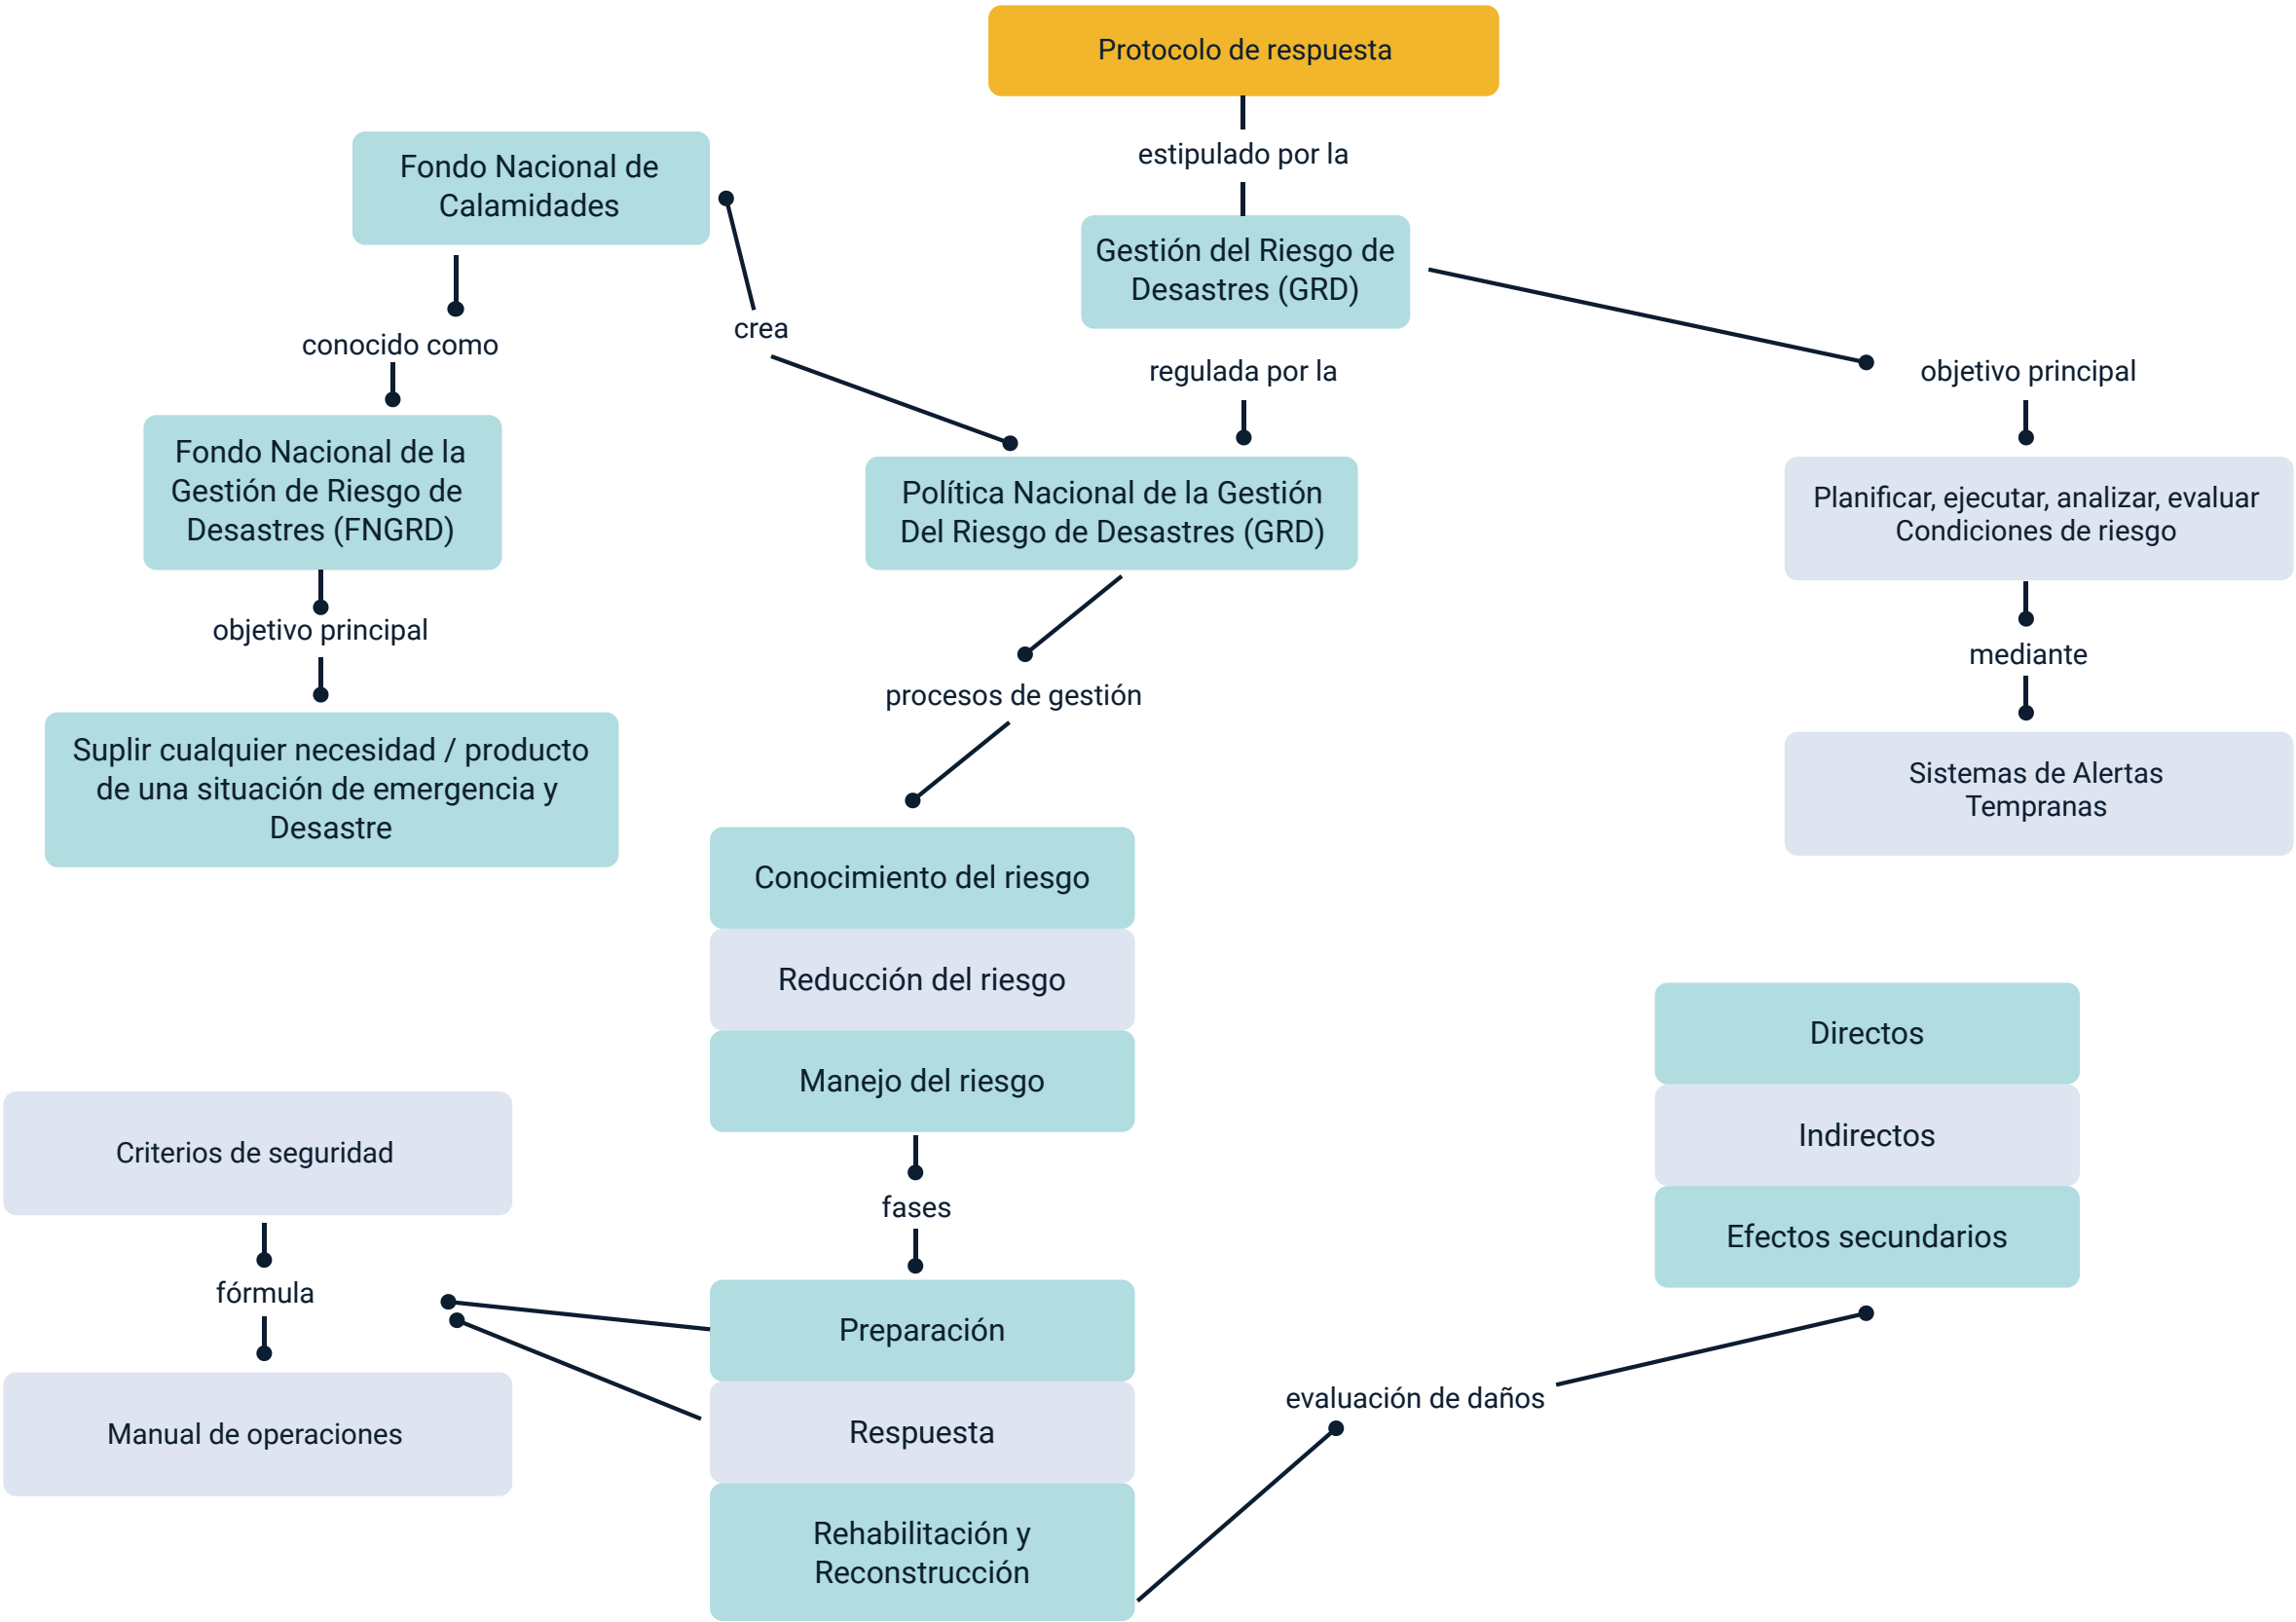 Protocolo de respuesta
estipulado por la
Gestión del Riesgo de
Desastres (GRD)
Fondo Nacional de
Calamidades
conocido como
crea
regulada por la
objetivo principal
Fondo Nacional de la
Gestión de Riesgo de
Desastres (FNGRD)
Política Nacional de la Gestión
Del Riesgo de Desastres (GRD)
Planificar, ejecutar, analizar, evaluar
Condiciones de riesgo
objetivo principal
procesos de gestión
mediante
Suplir cualquier necesidad / producto
de una situación de emergencia y
Desastre
Sistemas de Alertas
Tempranas
Conocimiento del riesgo
Reducción del riesgo
Manejo del riesgo
Directos
Indirectos
Efectos secundarios
Criterios de seguridad
fases
fórmula
Manual de operaciones
Preparación
Respuesta
Rehabilitación y
Reconstrucción
evaluación de daños